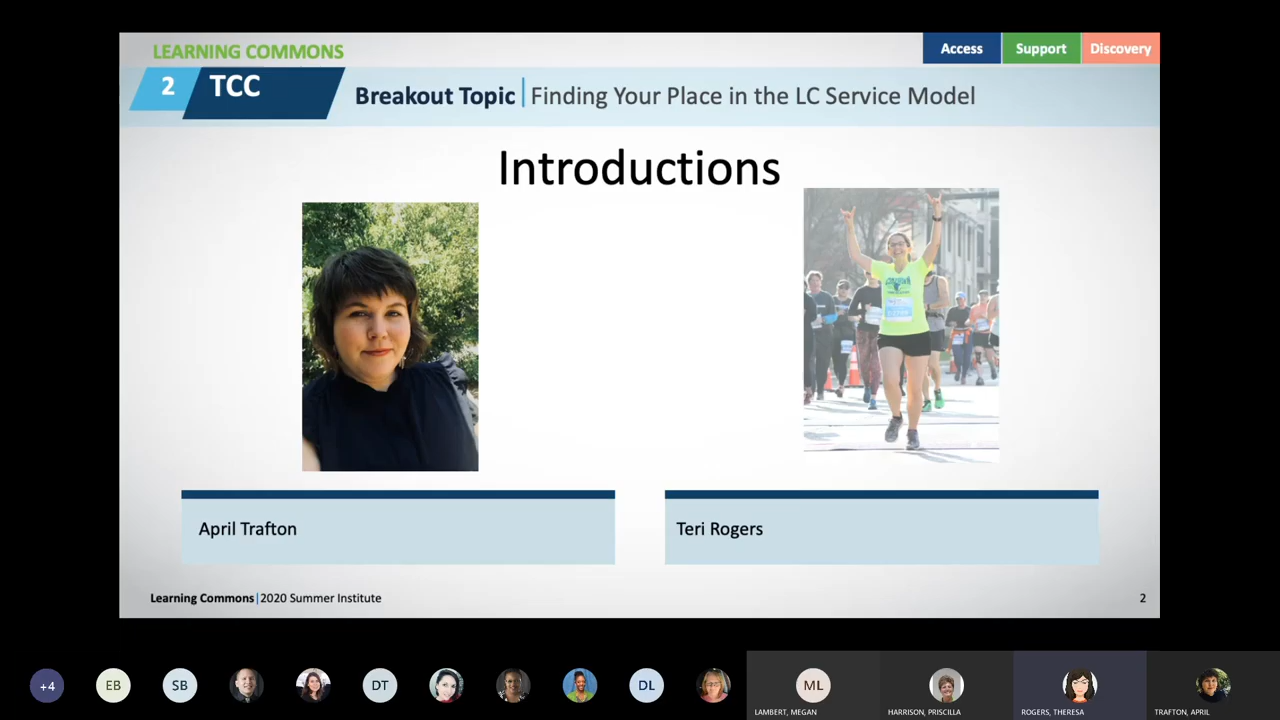 LEARNING COMMONS
Access
Support
Discovery
2
TCC
Breakout Topic | Finding Your Place in the LC Service Model
Introductions
April Trafton
Teri Rogers
Learning Commons | 2020 Summer Institute
2
+4
EB
SB
DT
DL
ML
LAMBERT, MEGAN
HARRISON, PRISCILLA
ROGERS, THERESA
TRAFTON, APRIL